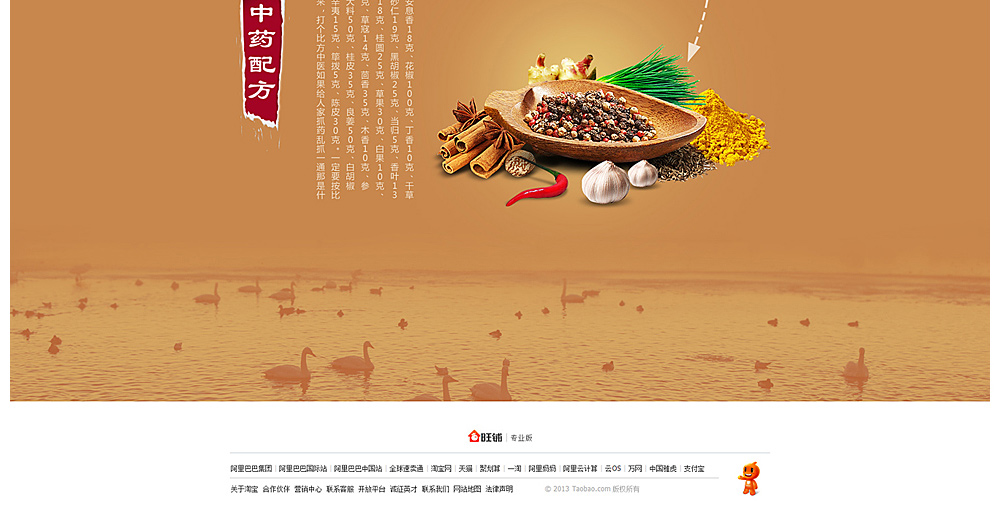 中药配方
安息香18克、花椒100克、丁香10克、干草
砂仁19克、黑胡椒25克、当归5克、香叶13
18克、桂圆25克、草果30克、白果10克、
克、草寇14克、茴香35克、木香10克、参
大料50克、桂皮35克、良姜50克、白胡椒
辛夷15克、荜拨5克、陈皮30克。一定要按比
来，打个比方中医如果给人家抓药乱抓一通那是什
旺铺 专业版
阿里巴巴集团 | 阿里巴巴国际站 | 阿里巴巴中国站 | 全球速卖通 | 淘宝网 | 天猫 | 聚划算 | 一淘 | 阿里妈妈 | 阿里云计算 | 云OS | 万网 | 中国雅虎 | 支付宝
关于淘宝 合作伙伴 营销中心 联系客服 开放平台 诚征英才 联系我们 网站地图 法律声明 © 2013 Taobao.com 版权所有